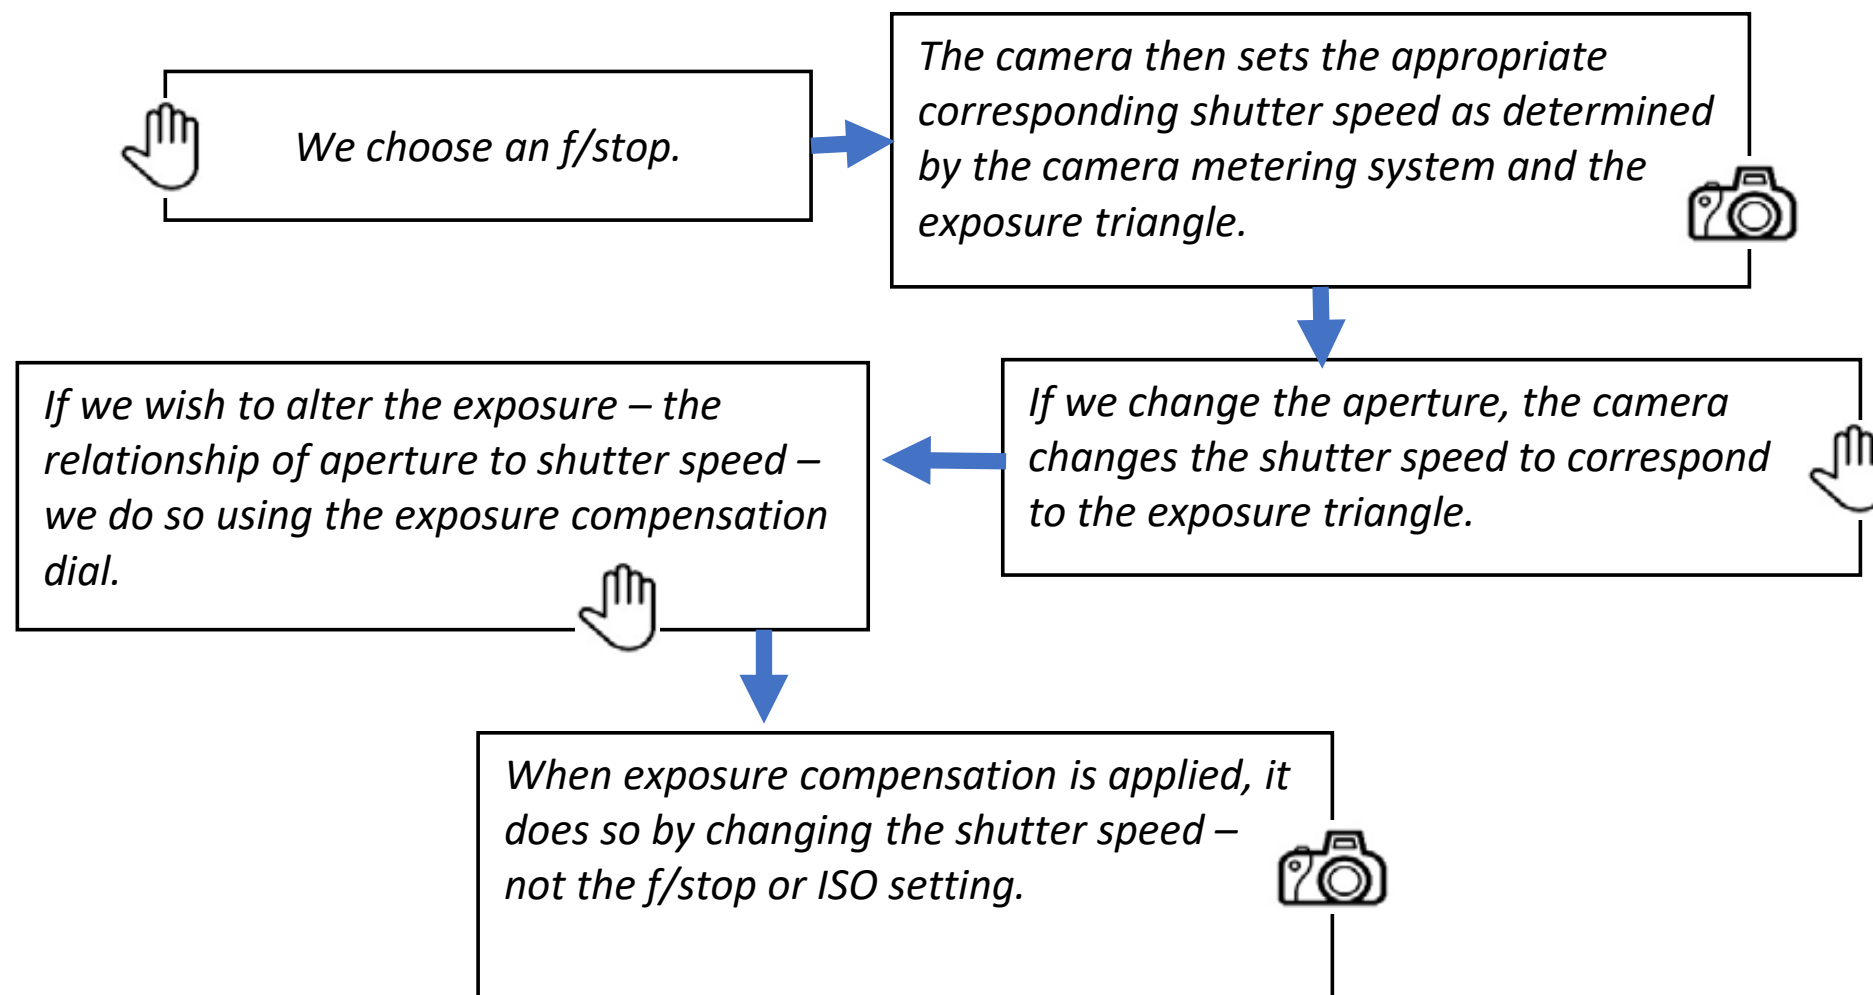 We choose an f/stop.
The camera then sets the appropriate
corresponding shutter speed as determined
by the camera metering system and the
exposure triangle.
If we change the aperture, the camera
changes the shutter speed to correspond
to the exposure triangle.
If we wish to alter the exposure – the
relationship of aperture to shutter speed –
we do so using the exposure compensation
dial.
When exposure compensation is applied, it
does so by changing the shutter speed –
not the f/stop or ISO setting.